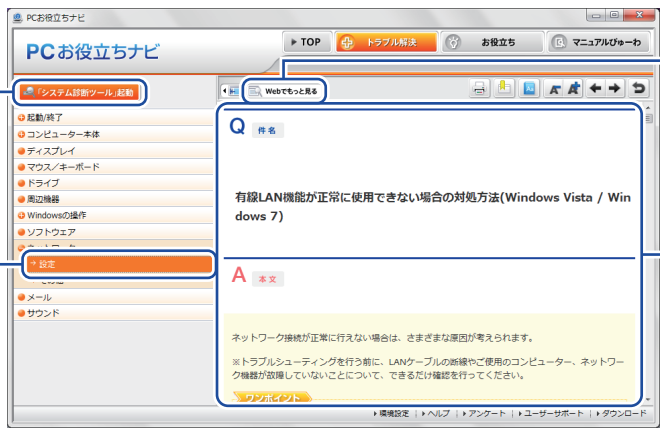 PCお役立ちナビ
PCお役立ちナビ
TOP
トラブル解決
お役立ち
マニュアルびゅーわ
「システム診断ツール」起動
Webでもっと見る
起動/終了
コンピューター本体
ディスプレイ
マウス／キーボード
ドライブ
周辺機器
Windowsの操作
ソフトウェア
設定
メール
サウンド
Q 件名
有線LAN機能が正常に使用できない場合の対処方法(Windows Vista / Win
dows 7)
A 本文
ネットワーク接続が正常に行えない場合は、さまざまな原因が考えられます。
※トラブルシューティングを行う前に、LANケーブルの断線やご使用のコンピューター、ネットワー
ク機器が故障していないことについて、できるだけ確認を行ってください。
ワンポイント
環境設定 | ヘルプ | アンケート | ユーザーサポート | ダウンロード